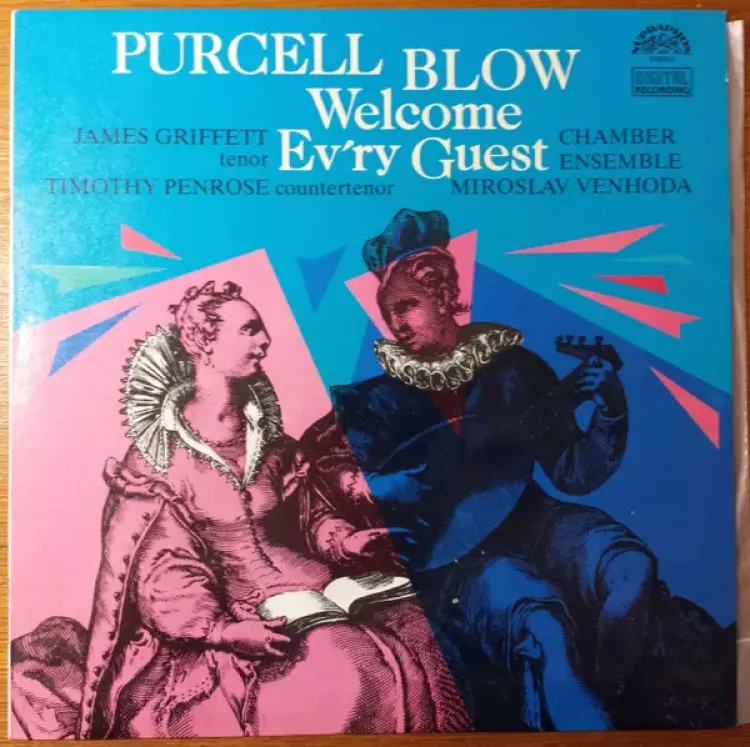 PURCELL BLOW
Welcome
Ev'ry Guest
JAMES GRIFFETT
tenor
TIMOTHY PENROSE countertenor
CHAMBER
ENSEMBLE
MIROSLAV VENHODA
SUPRAPHON
STEREO
DIGITAL
RECORDING